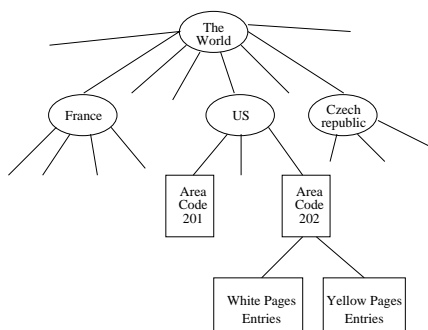 The
World
France
US
Czech
republic
Area
Code
201
Area
Code
202
White Pages
Entries
Yellow Pages
Entries